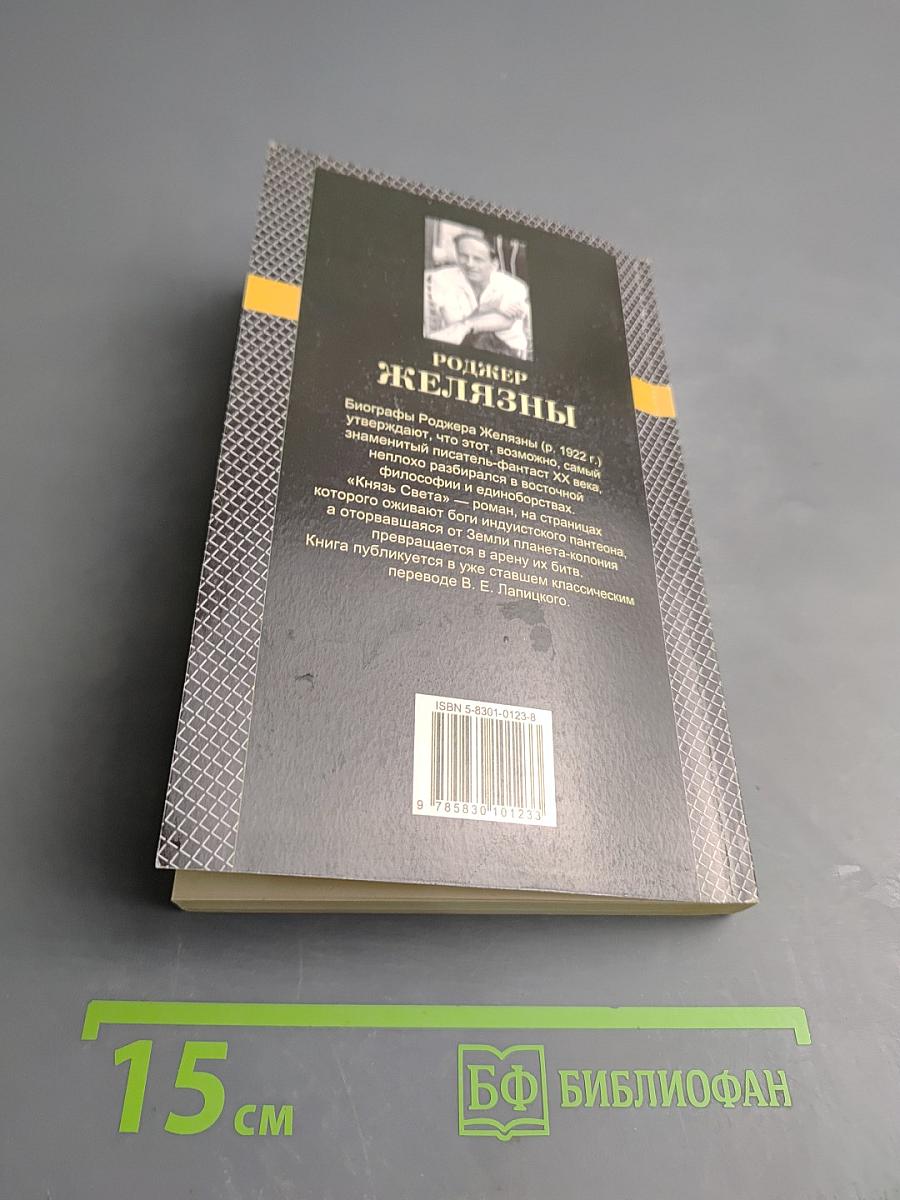 РОДЖЕР
ЖЕЛЯЗНЫ
Биографы Роджера Желязны (р. 1922 г.)
утверждают, что этот, возможно, самый
знаменитый писатель-фантаст XX века,
неплохо разбирался в восточной
философии и единоборствах.
«Князь Света» — роман, на страницах
которого оживают боги индуистского пантеона,
а оторвавшаяся от Земли планета-колония
превращается в арену их битв.
Книга публикуется в уже ставшем классическим
переводе В. Е. Лапицкого.
ISBN 5-8301-0123-8
9 785830 101233
15 см
БФ БИБЛИОФАН